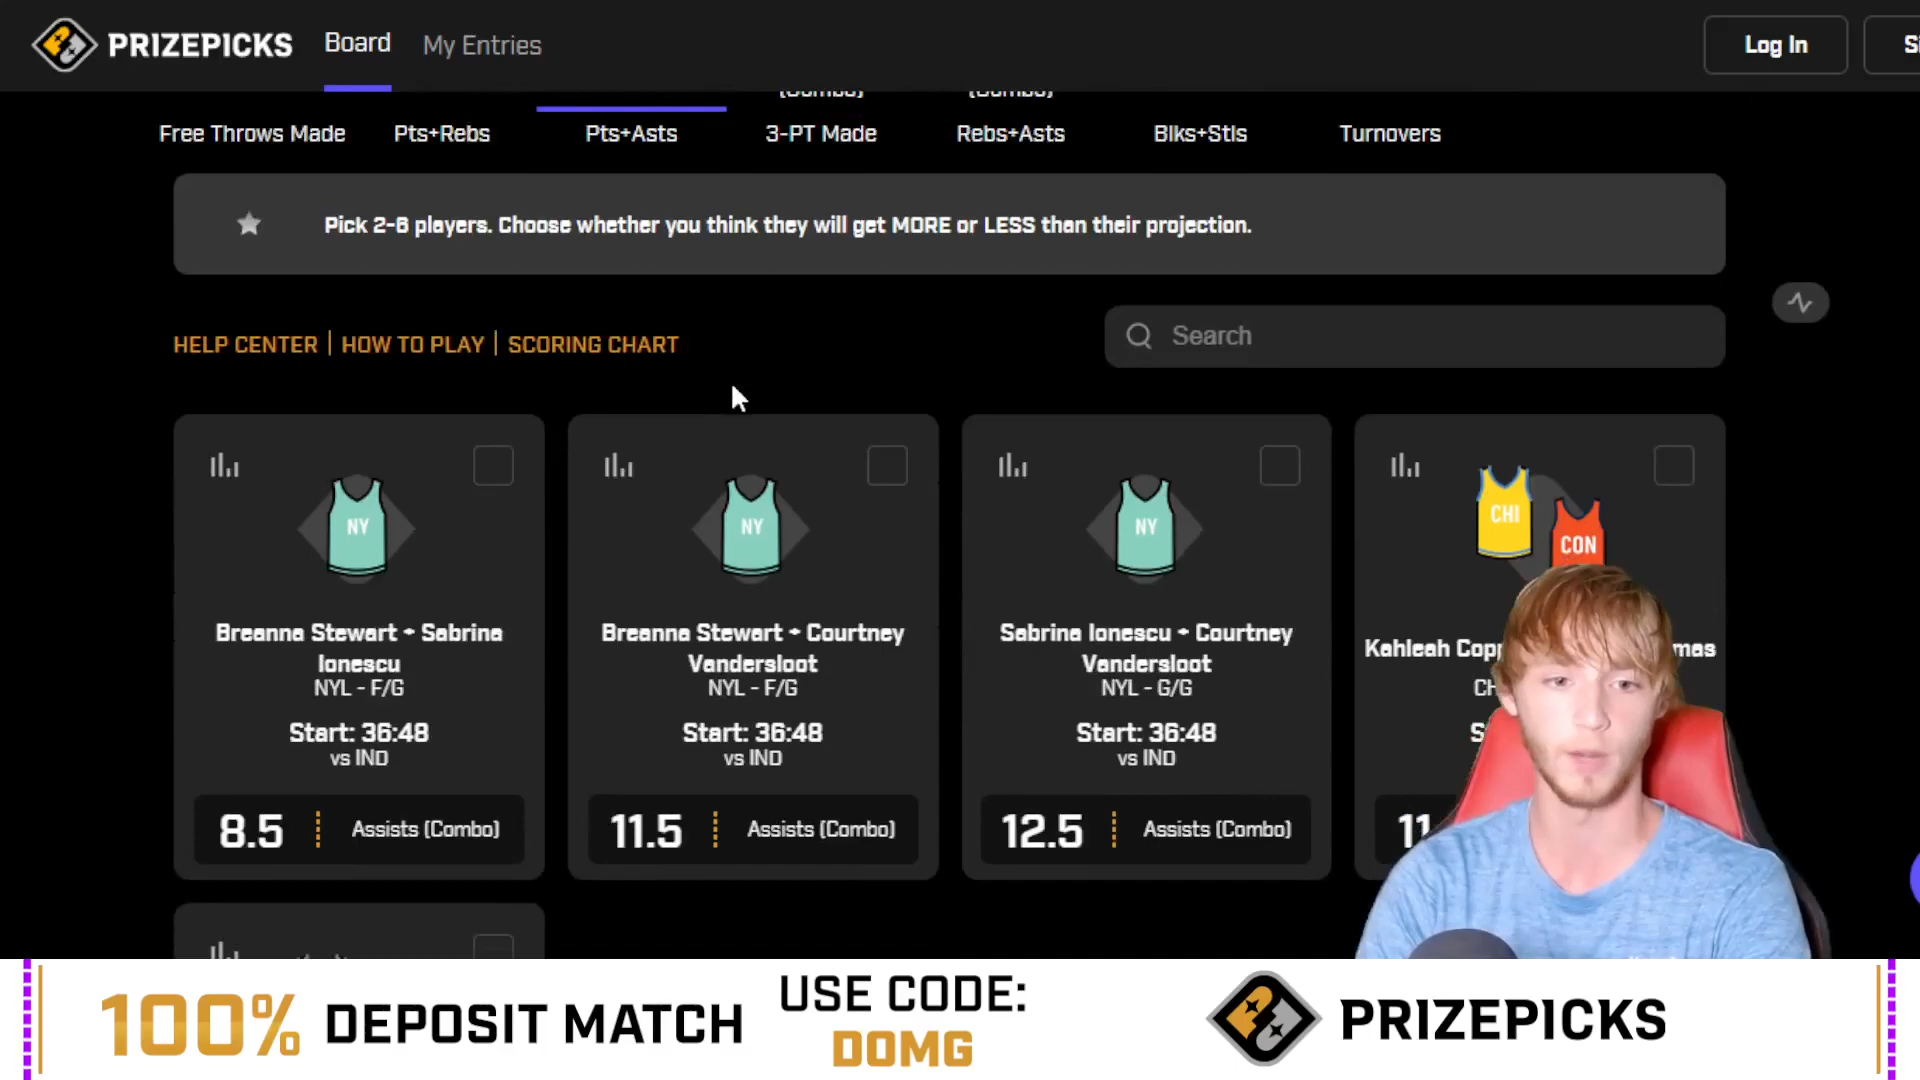 PRIZEPICKS
Board
My Entries
Log In
(Combo)
(Combo)
Free Throws Made
Pts+Rebs
Pts+Asts
3-PT Made
Rebs+Asts
Blks+Stls
Turnovers
Pick 2-6 players. Choose whether you think they will get MORE or LESS than their projection.
HELP CENTER | HOW TO PLAY | SCORING CHART
Search
NY
Breanna Stewart + Sabrina
Ionescu
NYL - F/G
Start: 36:48
vs IND
8.5
Assists (Combo)
NY
Breanna Stewart + Courtney
Vandersloot
NYL - F/G
Start: 36:48
vs IND
11.5
Assists (Combo)
NY
Sabrina Ionescu + Courtney
Vandersloot
NYL - G/G
Start: 36:48
vs IND
12.5
Assists (Combo)
CHI
CON
Kahleah
100% DEPOSIT MATCH
USE CODE:
DOMG
PRIZEPICKS